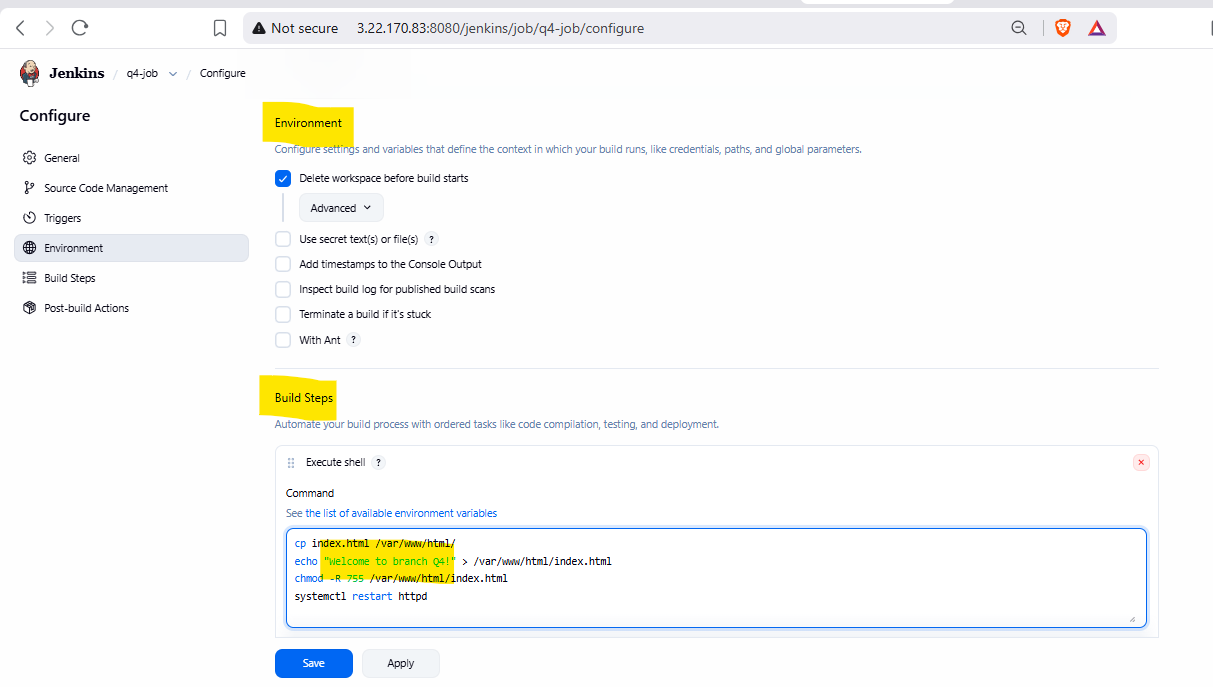 Not secure 3.22.170.83:8080/jenkins/job/q4-job/configure
Jenkins / q4-job / Configure
Configure
General
Source Code Management
Triggers
Environment
Build Steps
Post-build Actions
Environment
Configure settings and variables that define the context in which your build runs, like credentials, paths, and global parameters.
Delete workspace before build starts
Advanced
Use secret text(s) or file(s) ?
Add timestamps to the Console Output
Inspect build log for published build scans
Terminate a build if it's stuck
With Ant ?
Build Steps
Automate your build process with ordered tasks like code compilation, testing, and deployment.
Execute shell ?
Command
See the list of available environment variables
cp index.html /var/www/html/
echo "Welcome to branch Q4!" > /var/www/html/index.html
chmod -R 755 /var/www/html/index.html
systemctl restart httpd
Save Apply